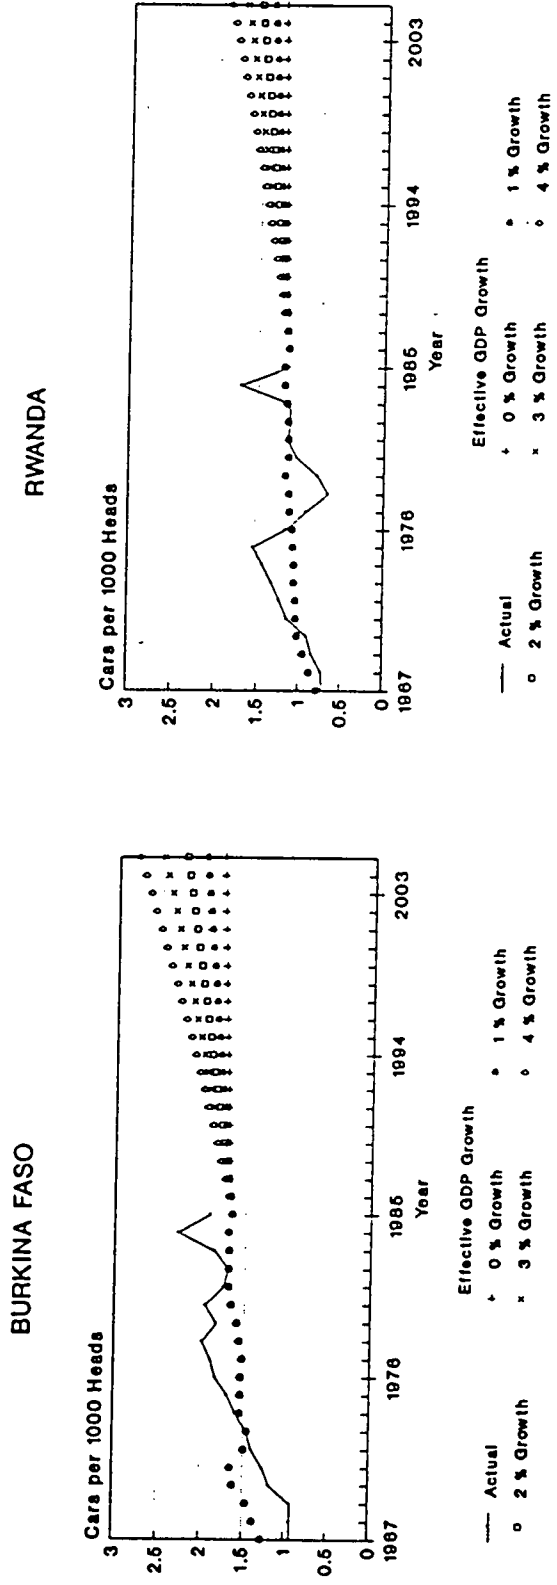 BURKINA FASO
Cars per 1000 Heads
3
2.5
2
1.5
1
0.5
0
1967
1976
1985
1994
2003
Year
Effective GDP Growth
Actual
0 % Growth
1 % Growth
2 % Growth
3 % Growth
4 % Growth
RWANDA
Cars per 1000 Heads
3
2.5
2
1.5
1
0.5
0
1967
1976
1985
1994
2003
Year
Effective GDP Growth
Actual
0 % Growth
1 % Growth
2 % Growth
3 % Growth
4 % Growth